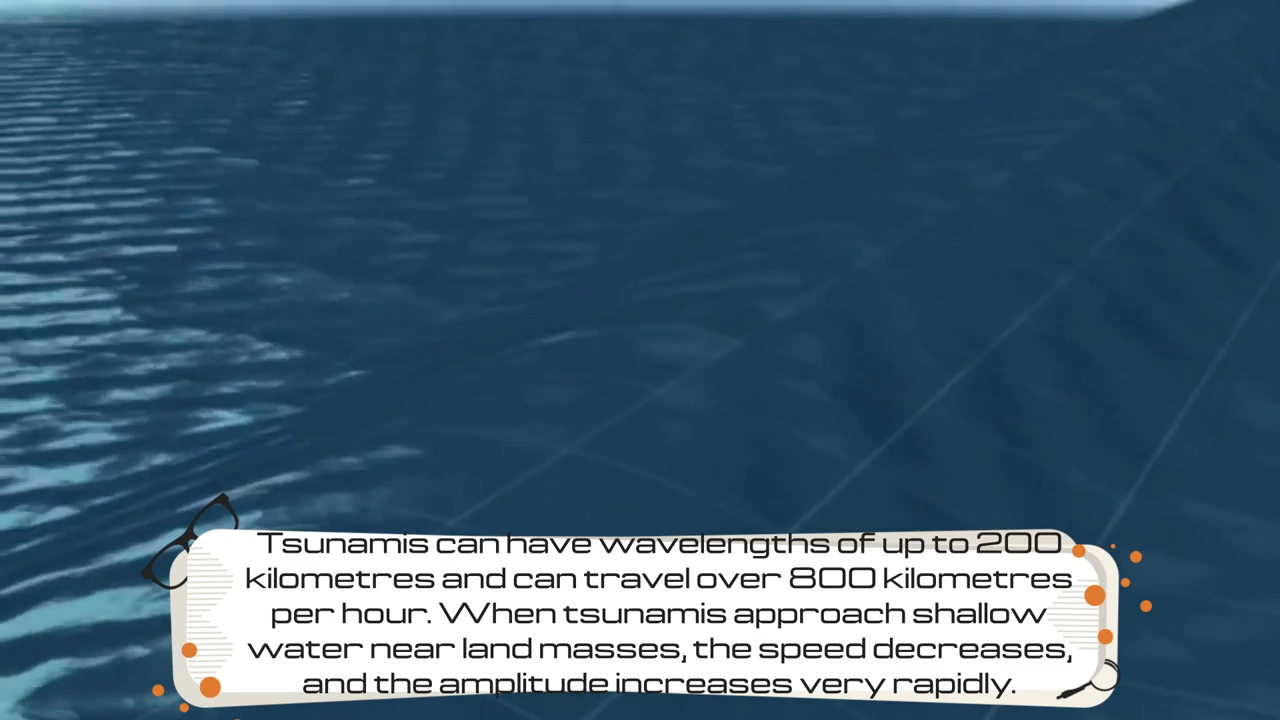 Tsunamis can have wavelengths of up to 200
kilometres and can travel over 800 kilometres
per hour. When tsunamis approach shallow
water near land masses, the speed decreases,
and the amplitude increases very rapidly.